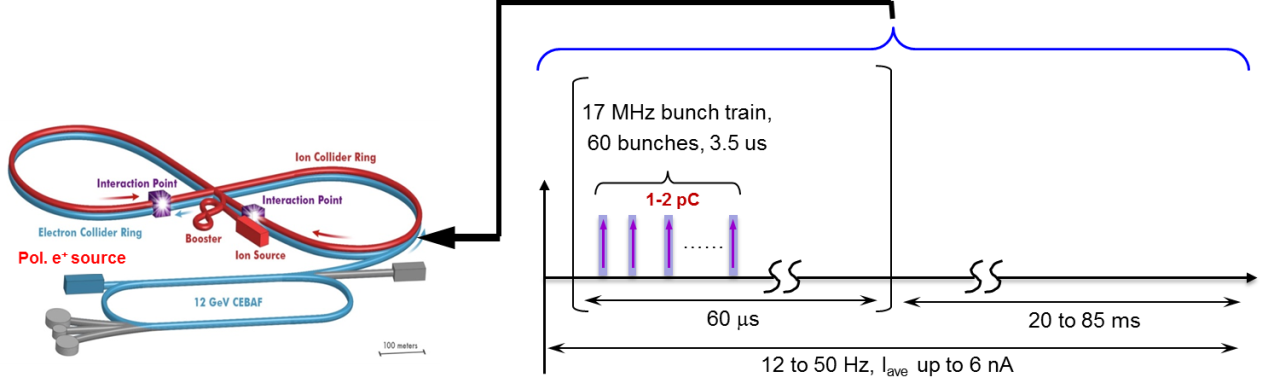 Ion Collider Ring
Interaction Point
Interaction Point
Electron Collider Ring
Booster
Ion Source
Pol. e⁺ source
12 GeV CEBAF
100 meters
17 MHz bunch train,
60 bunches, 3.5 us
1-2 pC
......
60 μs
20 to 85 ms
12 to 50 Hz, Iave up to 6 nA